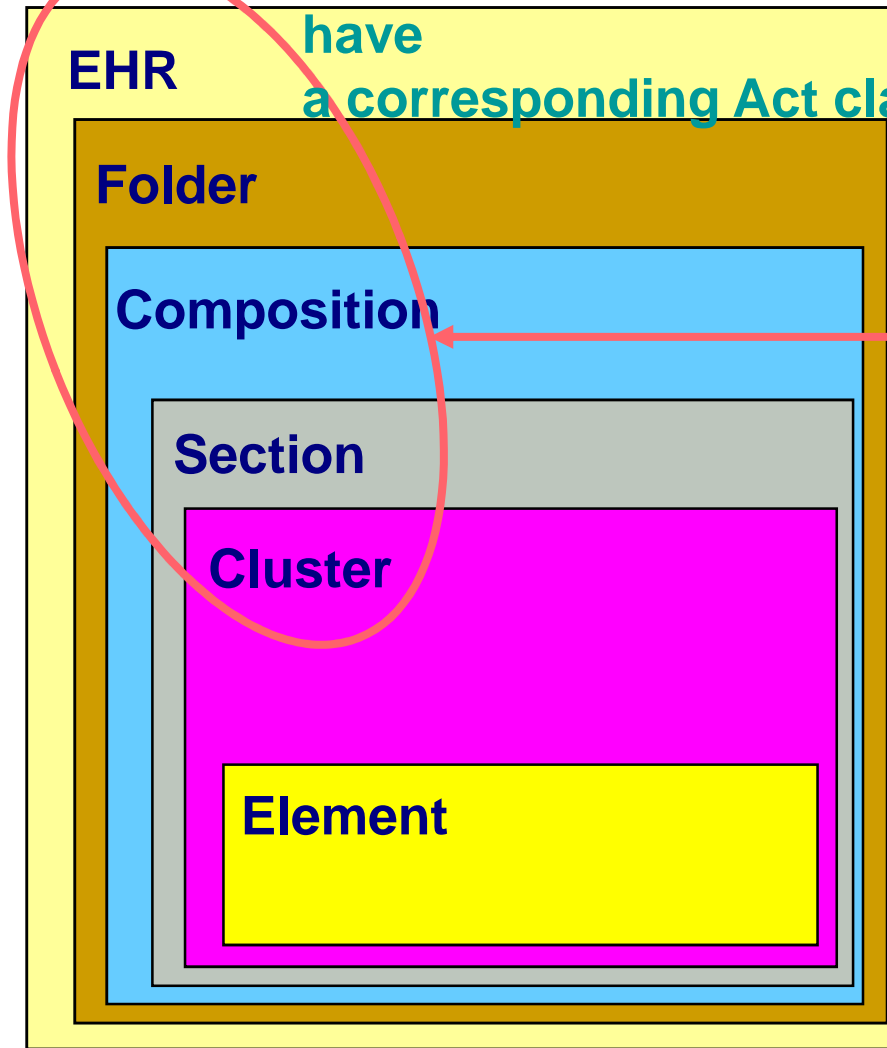 have
EHR
a corresponding Act cla
Folder
Composition
Section
Cluster
Element